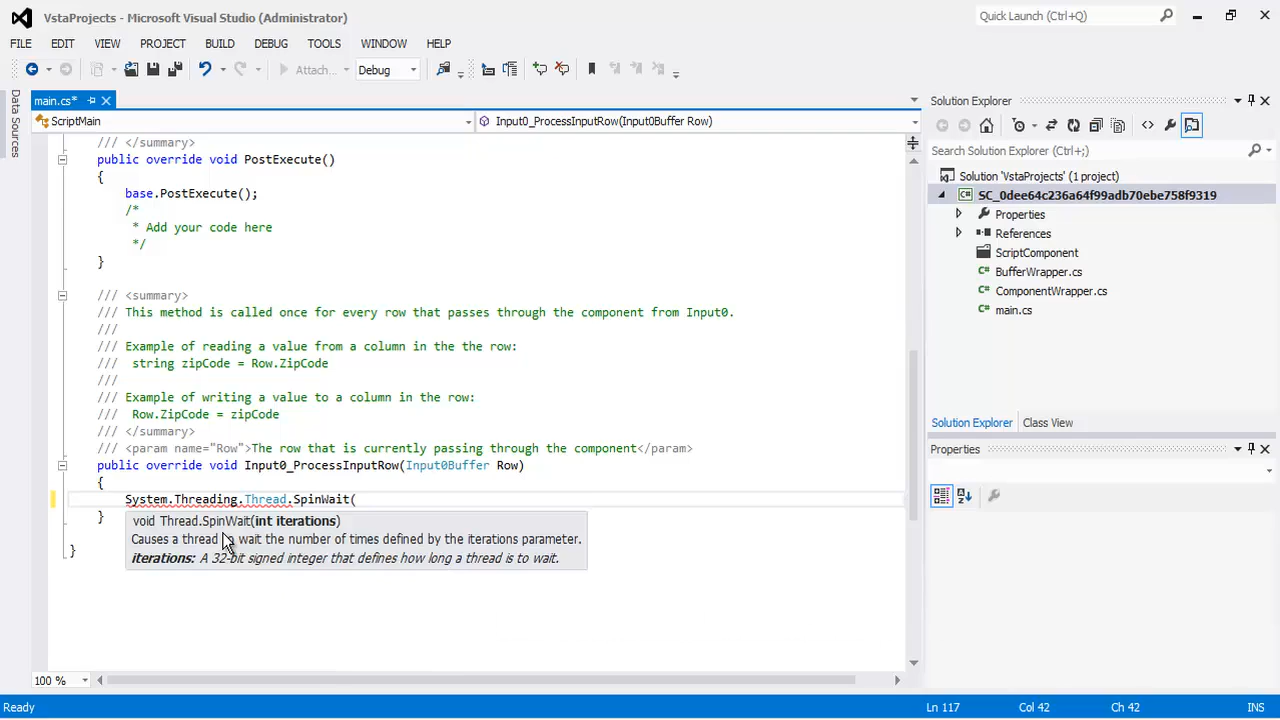 VstaProjects - Microsoft Visual Studio (Administrator)
Quick Launch (Ctrl+Q)
FILE EDIT VIEW PROJECT BUILD DEBUG TOOLS WINDOW HELP
Attach... Debug
main.cs*
Data Sources
ScriptMain
Input0_ProcessInputRow(Input0Buffer Row)
/// </summary>
public override void PostExecute()
{
base.PostExecute();
/*
* Add your code here
*/
}
/// <summary>
/// This method is called once for every row that passes through the component from Input0.
///
/// Example of reading a value from a column in the the row:
///  string zipCode = Row.ZipCode
///
/// Example of writing a value to a column in the row:
///  Row.ZipCode = zipCode
/// </summary>
/// <param name="Row">The row that is currently passing through the component</param>
public override void Input0_ProcessInputRow(Input0Buffer Row)
{
System.Threading.Thread.SpinWait(
}
void Thread.SpinWait(int iterations)
Causes a thread to wait the number of times defined by the iterations parameter.
iterations: A 32-bit signed integer that defines how long a thread is to wait.
}
100 %
Solution Explorer
Search Solution Explorer (Ctrl+;)
Solution 'VstaProjects' (1 project)
SC_0dee64c236a64f99adb70ebe758f9319
Properties
References
ScriptComponent
BufferWrapper.cs
ComponentWrapper.cs
main.cs
Solution Explorer Class View
Properties
Ready Ln 117 Col 42 Ch 42 INS